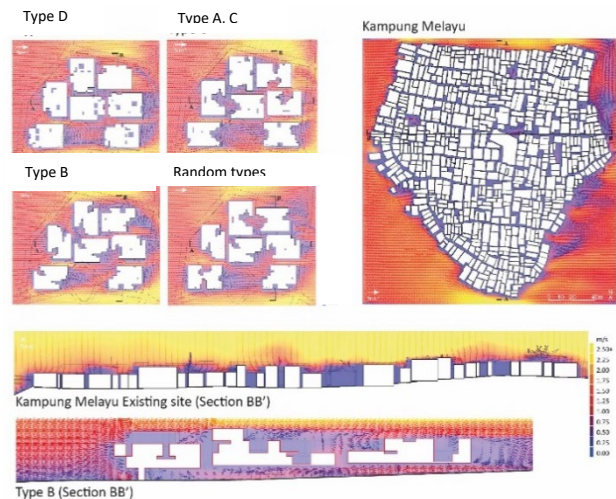 Type D
Type A. C
Kampung Melayu
Type B
Random types
m/s
2.50+
2.25
2.00
1.75
1.50
1.25
1.00
0.75
0.50
0.25
0.00
Kampung Melayu Existing site (Section BB’)
Type B (Section BB’)